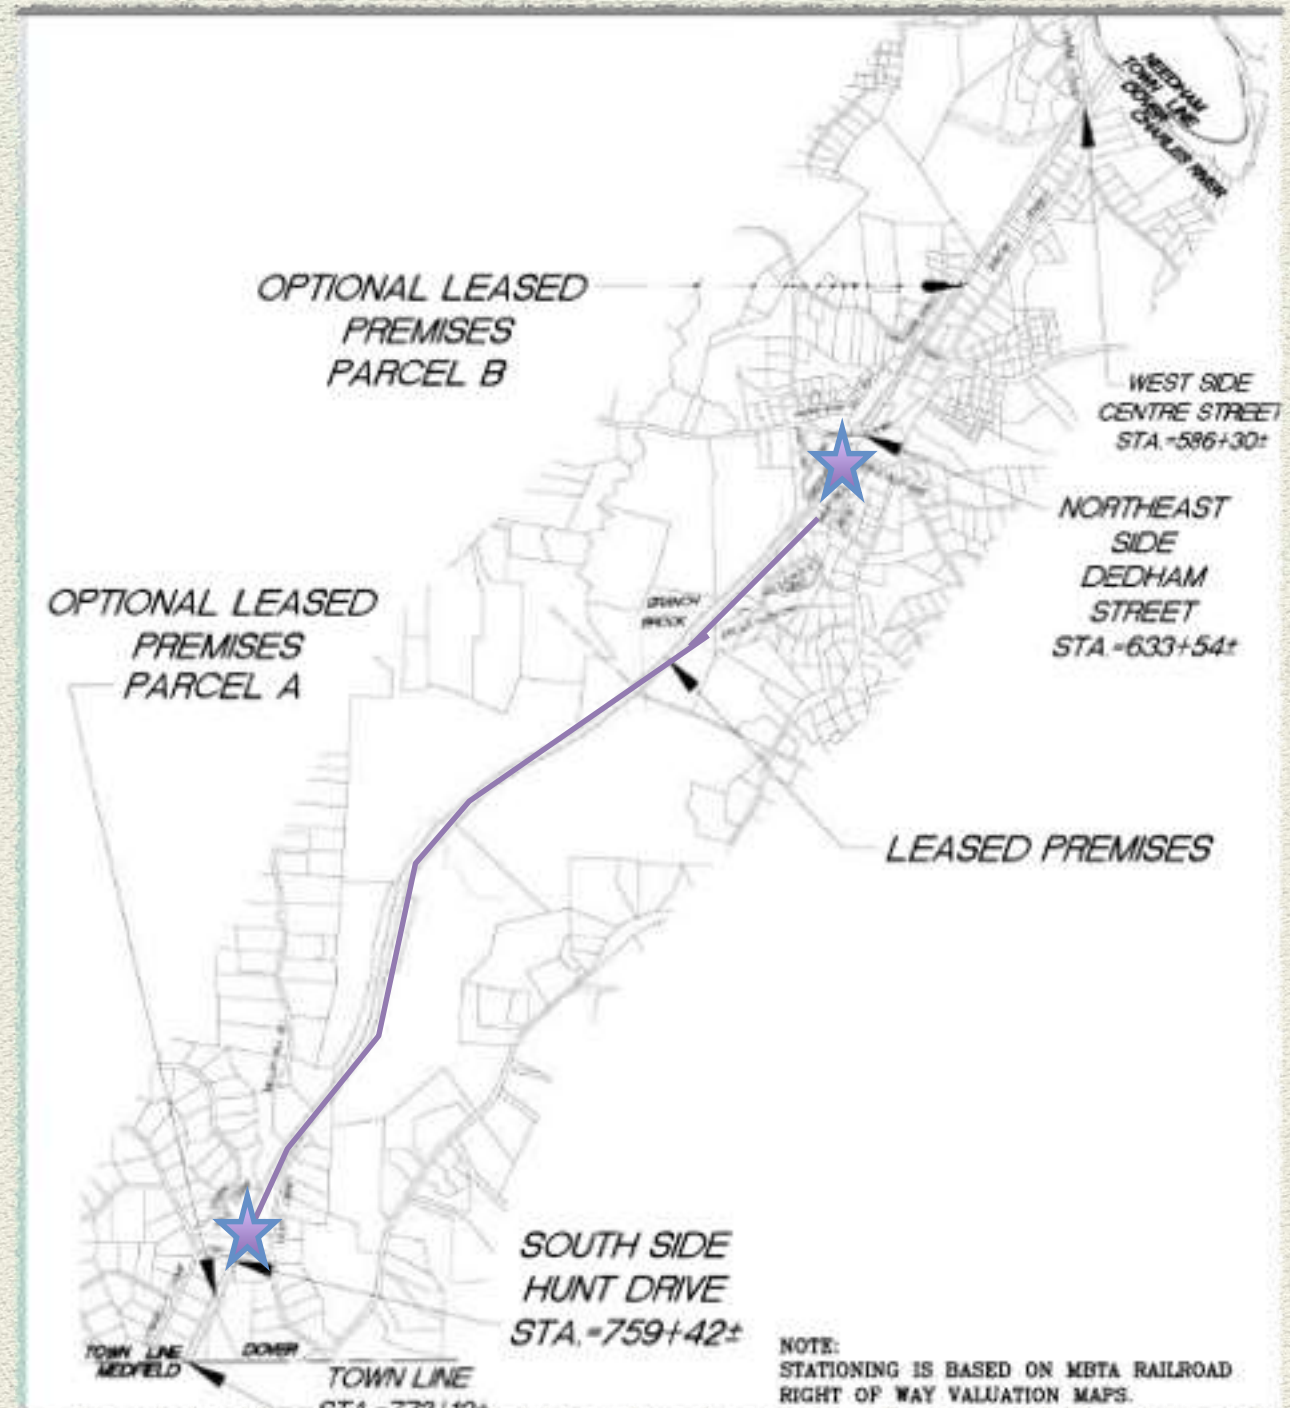 NEEDHAM
TOWN LINE
DOVER
CHARLES RIVER
OPTIONAL LEASED
PREMISES
PARCEL B
WEST SIDE
CENTRE STREET
STA.=586+30±
NORTHEAST
SIDE
DEDHAM
STREET
STA.=633+54±
OPTIONAL LEASED
PREMISES
PARCEL A
BROOK
LEASED PREMISES
SOUTH SIDE
HUNT DRIVE
STA.=759+42±
TOWN LINE
MEDFIELD
DOVER
TOWN LINE
NOTE:
STATIONING IS BASED ON MBTA RAILROAD
RIGHT OF WAY VALUATION MAPS.